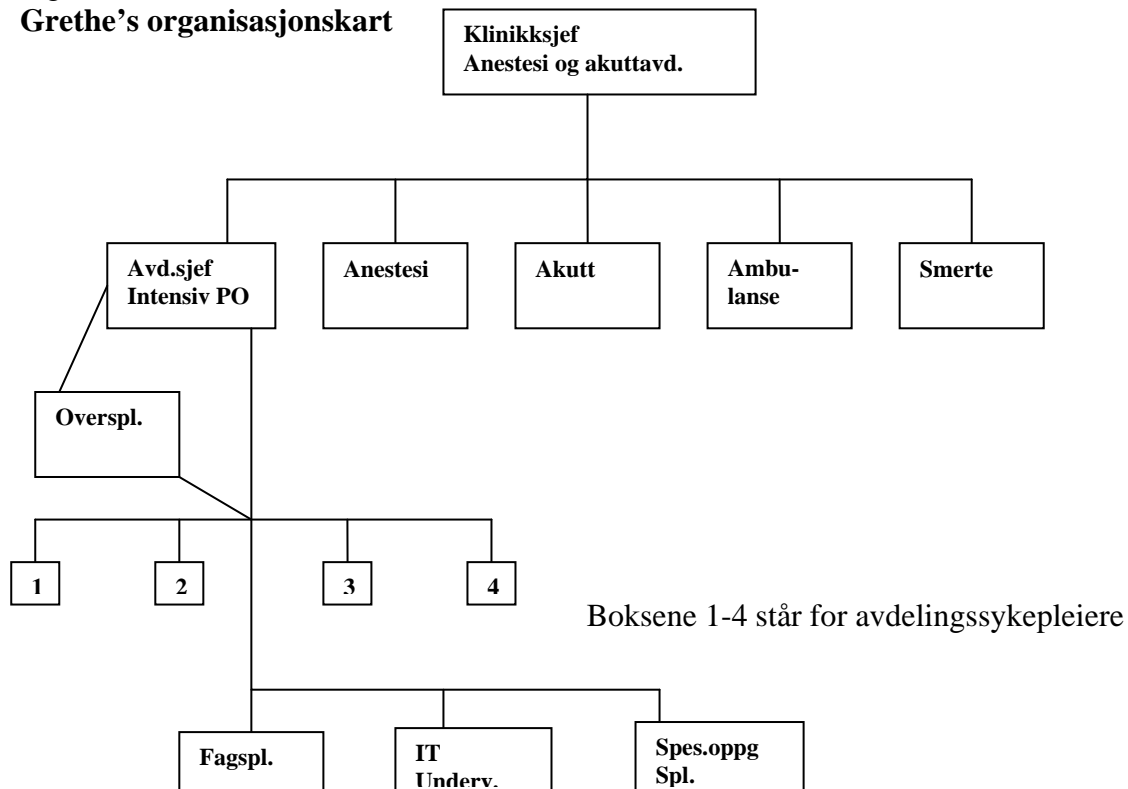 Grethe's organisasjonskart
Klinikksjef
Anestesi og akuttavd.
Avd.sjef
Intensiv PO
Anestesi
Akutt
Ambu-
lanse
Smerte
Overspl.
1
2
3
4
Boksene 1-4 står for avdelingssykepleiere
Fagspl.
IT
Underv.
Spes.oppg
Spl.